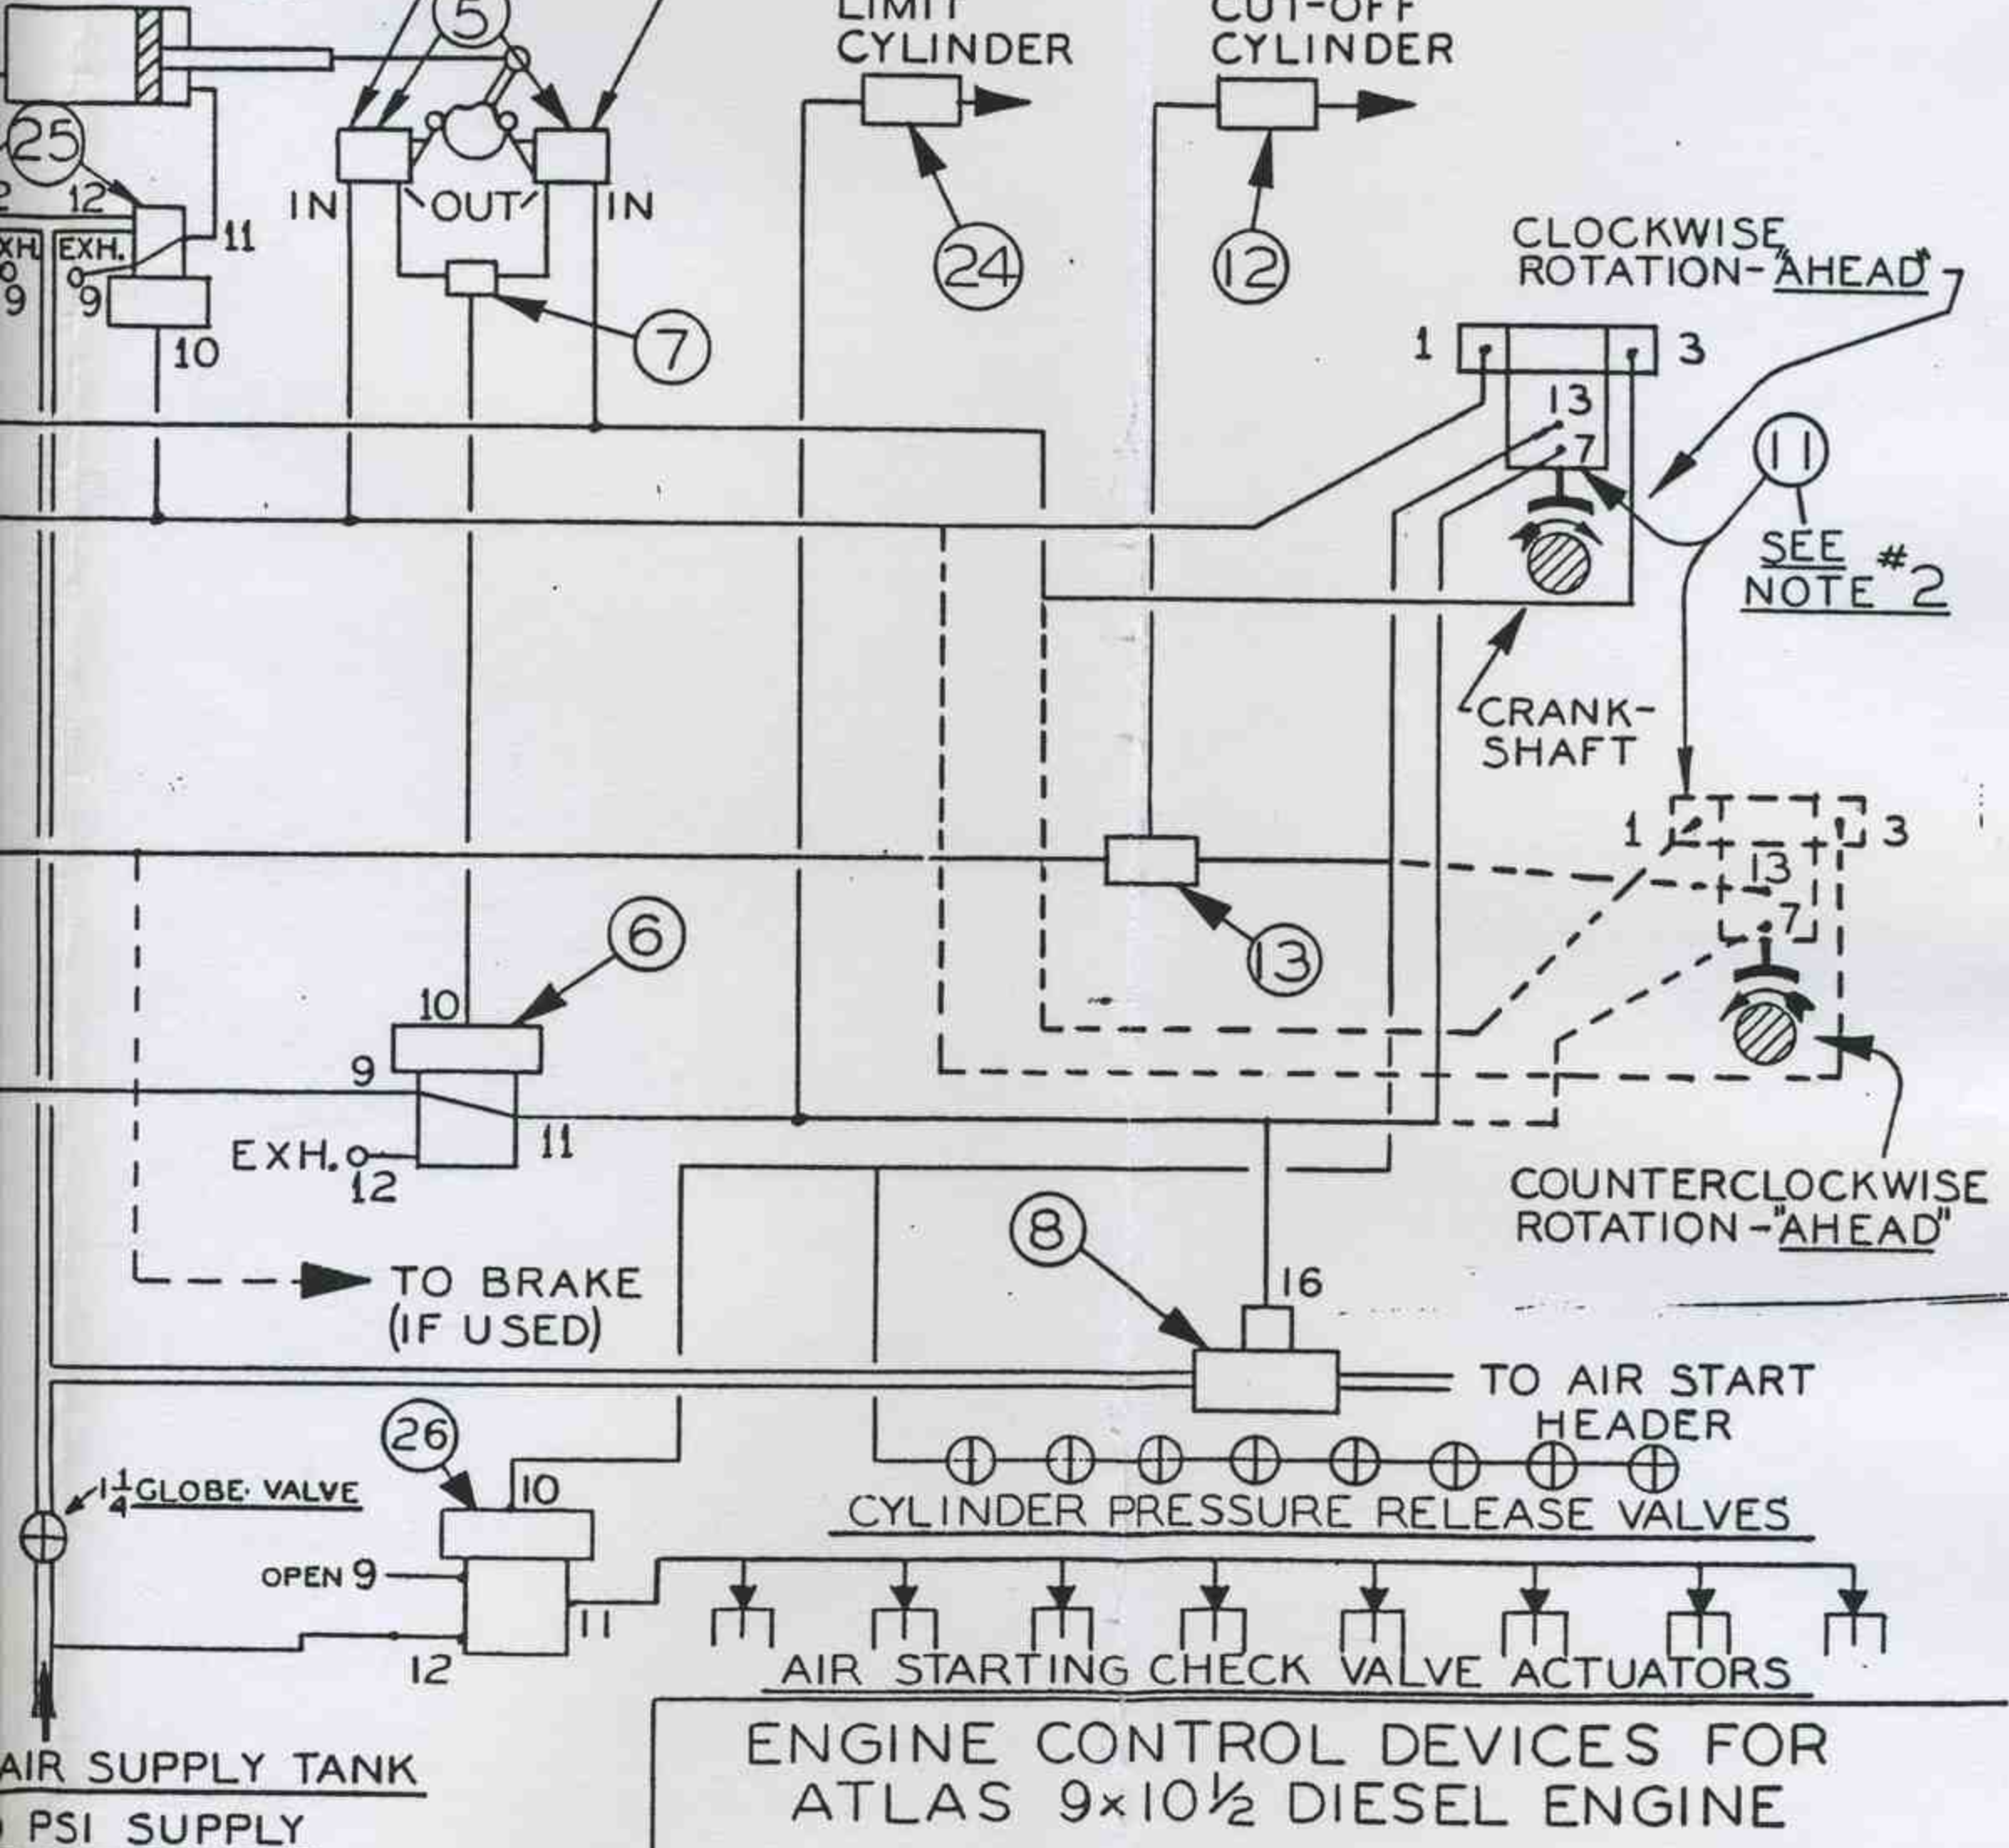 5
LIMIT
CYLINDER
CUT-OFF
CYLINDER
25
12
11
EXH.
9
9
10
IN
OUT
IN
7
24
12
CLOCKWISE
ROTATION-"AHEAD"
1
3
13
7
11
SEE
NOTE #2
CRANK-
SHAFT
1
3
13
7
13
6
10
9
11
EXH.
12
COUNTERCLOCKWISE
ROTATION-"AHEAD"
8
16
TO BRAKE
(IF USED)
TO AIR START
HEADER
26
1 1/4 GLOBE VALVE
10
CYLINDER PRESSURE RELEASE VALVES
OPEN 9
11
12
AIR STARTING CHECK VALVE ACTUATORS
AIR SUPPLY TANK
PSI SUPPLY
ENGINE CONTROL DEVICES FOR
ATLAS 9x10½ DIESEL ENGINE